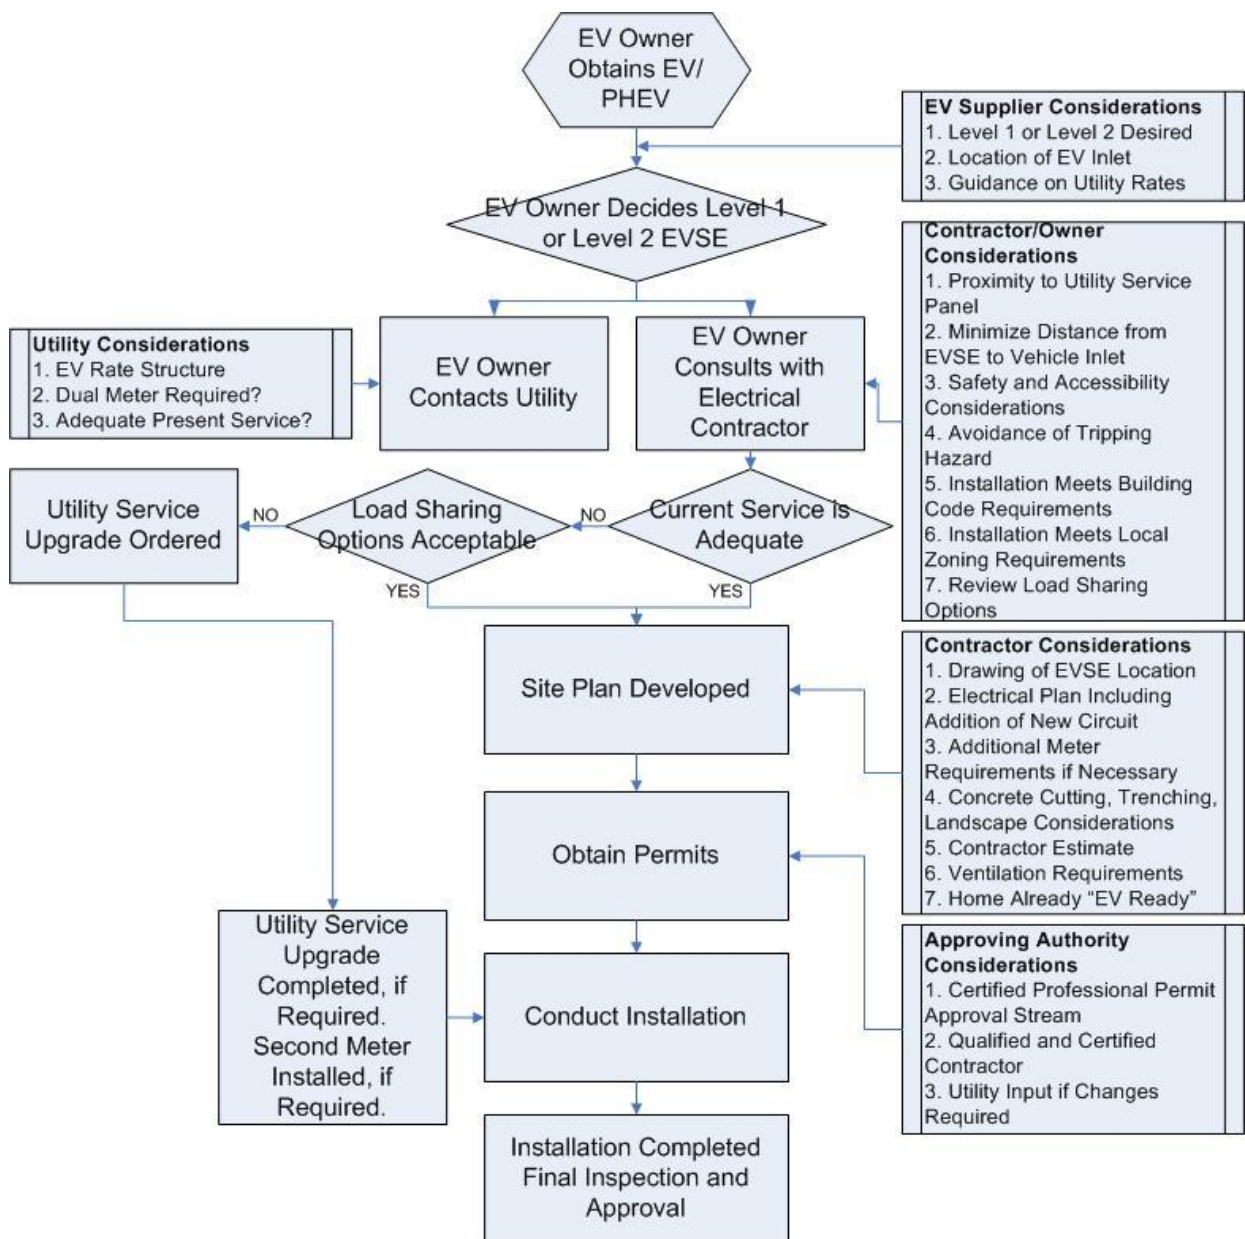 EV Owner
Obtains EV/
PHEV
EV Supplier Considerations
1. Level 1 or Level 2 Desired
2. Location of EV Inlet
3. Guidance on Utility Rates
EV Owner Decides Level 1
or Level 2 EVSE
Contractor/Owner
Considerations
1. Proximity to Utility Service
Panel
2. Minimize Distance from
EVSE to Vehicle Inlet
3. Safety and Accessibility
Considerations
4. Avoidance of Tripping
Hazard
5. Installation Meets Building
Code Requirements
6. Installation Meets Local
Zoning Requirements
7. Review Load Sharing
Options
Utility Considerations
1. EV Rate Structure
2. Dual Meter Required?
3. Adequate Present Service?
EV Owner
Contacts Utility
EV Owner
Consults with
Electrical
Contractor
Utility Service
Upgrade Ordered
NO
Load Sharing
Options Acceptable
NO
Current Service is
Adequate
YES
YES
Site Plan Developed
Contractor Considerations
1. Drawing of EVSE Location
2. Electrical Plan Including
Addition of New Circuit
3. Additional Meter
Requirements if Necessary
4. Concrete Cutting, Trenching,
Landscape Considerations
5. Contractor Estimate
6. Ventilation Requirements
7. Home Already “EV Ready”
Obtain Permits
Utility Service
Upgrade
Completed, if
Required.
Second Meter
Installed, if
Required.
Conduct Installation
Approving Authority
Considerations
1. Certified Professional Permit
Approval Stream
2. Qualified and Certified
Contractor
3. Utility Input if Changes
Required
Installation Completed
Final Inspection and
Approval